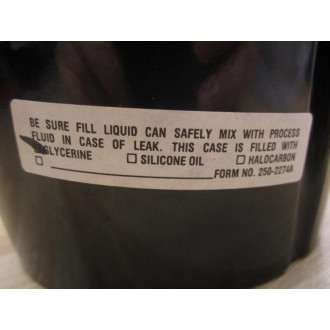 BE SURE FILL LIQUID CAN SAFELY MIX WITH PROCESS
FLUID IN CASE OF LEAK. THIS CASE IS FILLED WITH
GLYCERINE □ SILICONE OIL □ HALOCARBON
□ ____________________ FORM NO. 250-2274A